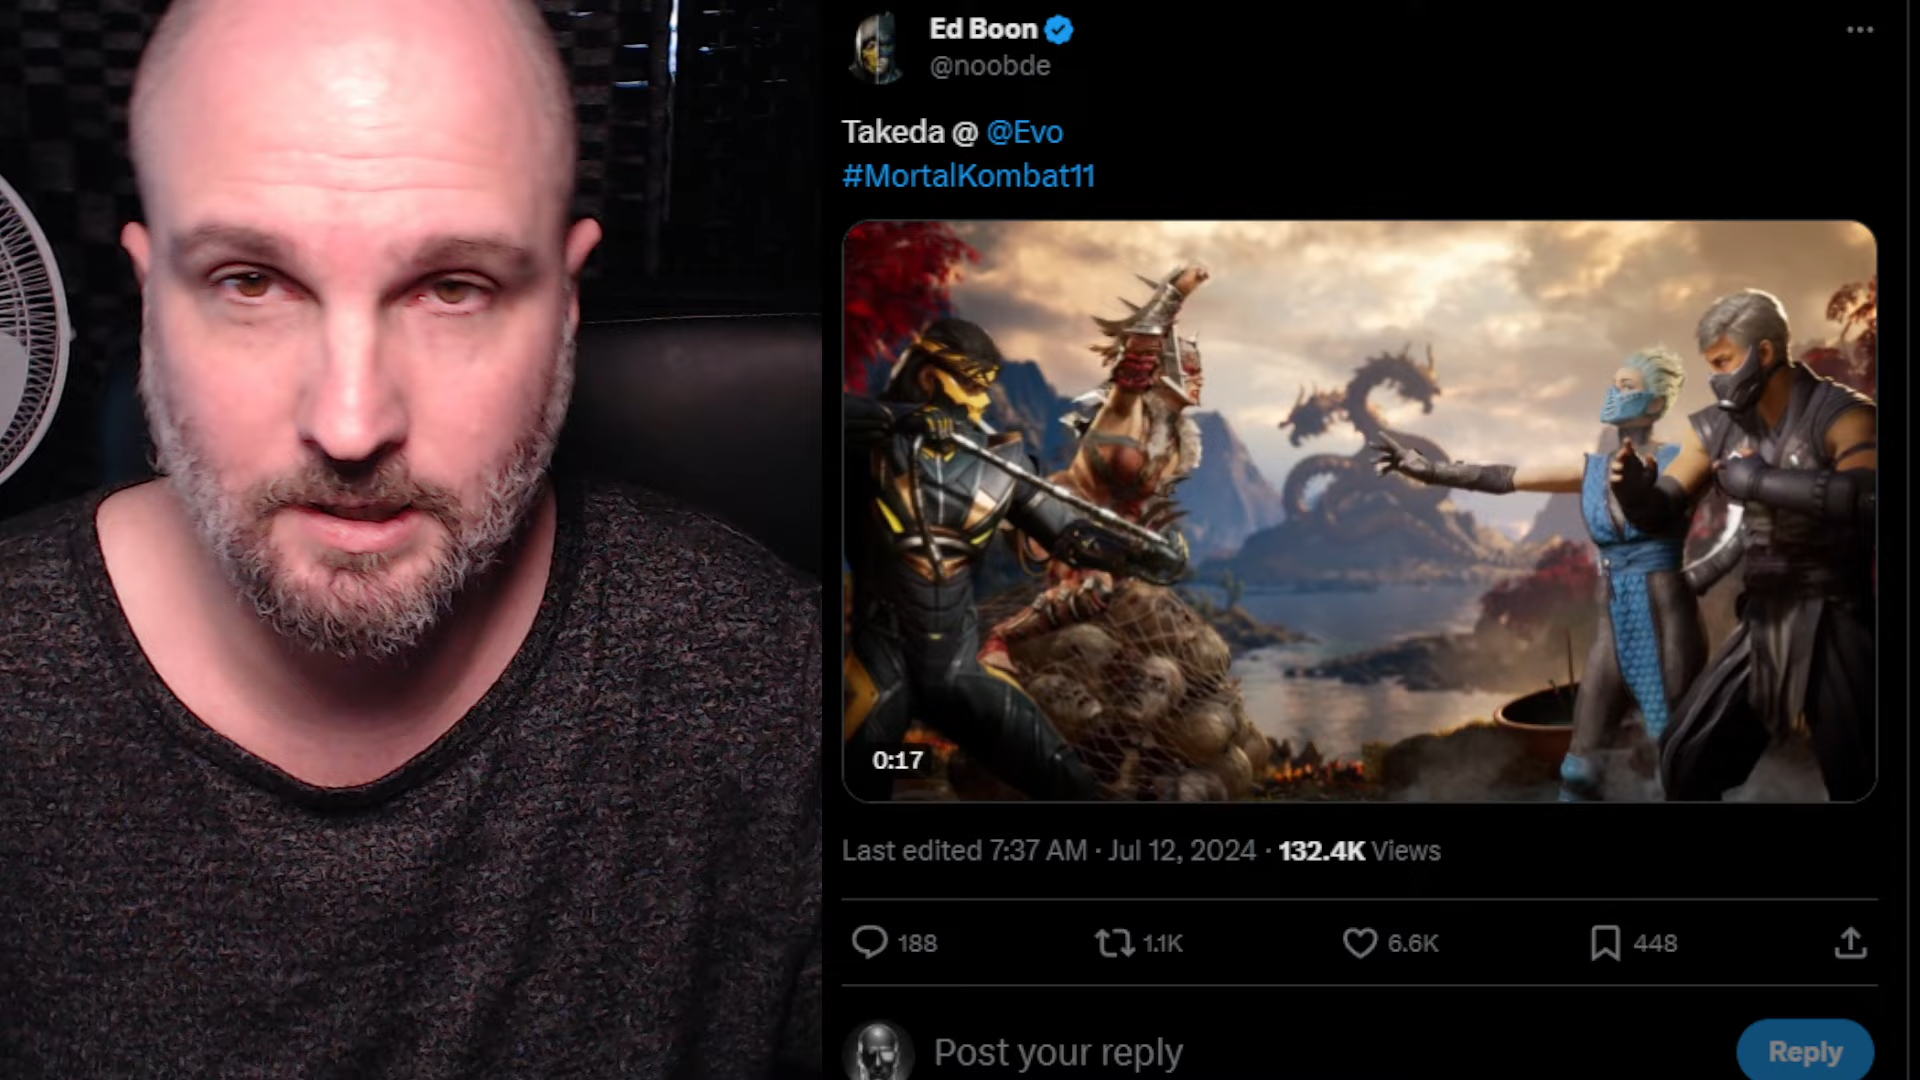 Ed Boon
@noobde
Takeda @ @Evo
#MortalKombat11
0:17
Last edited 7:37 AM · Jul 12, 2024 · 132.4K Views
188 1.1K 6.6K 448
Post your reply Reply